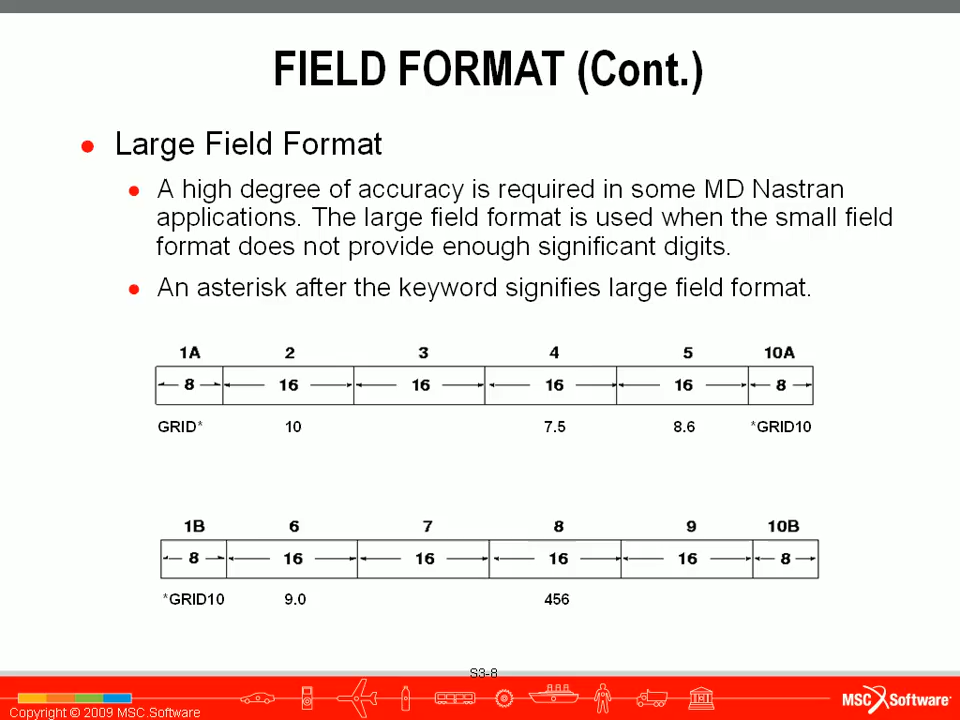 FIELD FORMAT (Cont.)
Large Field Format
A high degree of accuracy is required in some MD Nastran
applications. The large field format is used when the small field
format does not provide enough significant digits.
An asterisk after the keyword signifies large field format.
1A 2 3 4 5 10A
8 16 16 16 16 8
GRID* 10 7.5 8.6 *GRID10
1B 6 7 8 9 10B
8 16 16 16 16 8
*GRID10 9.0 456
S3-8
Copyright © 2009 MSC.Software
MSC Software